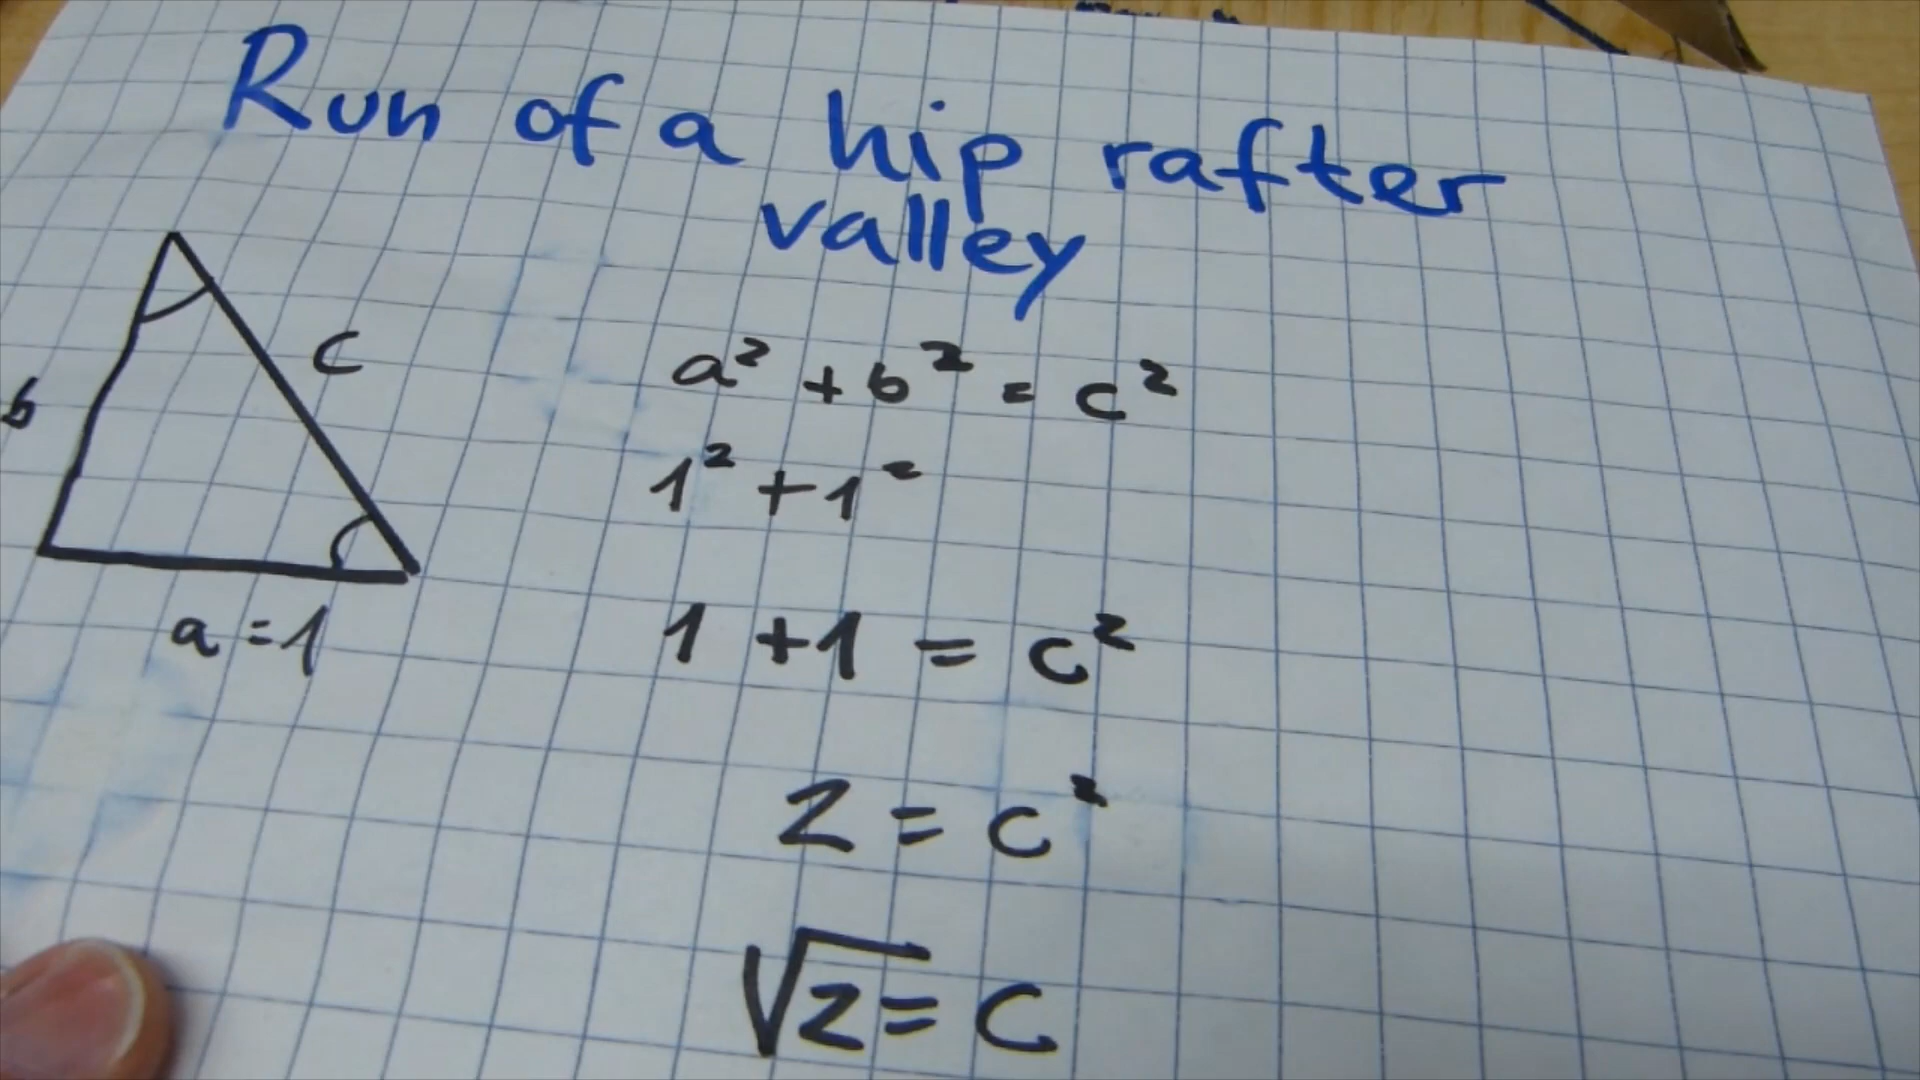 Run of a hip rafter
valley
c
b
a = 1
a² + b² = c²
1² + 1²
1 + 1 = c²
2 = c²
√2 = c